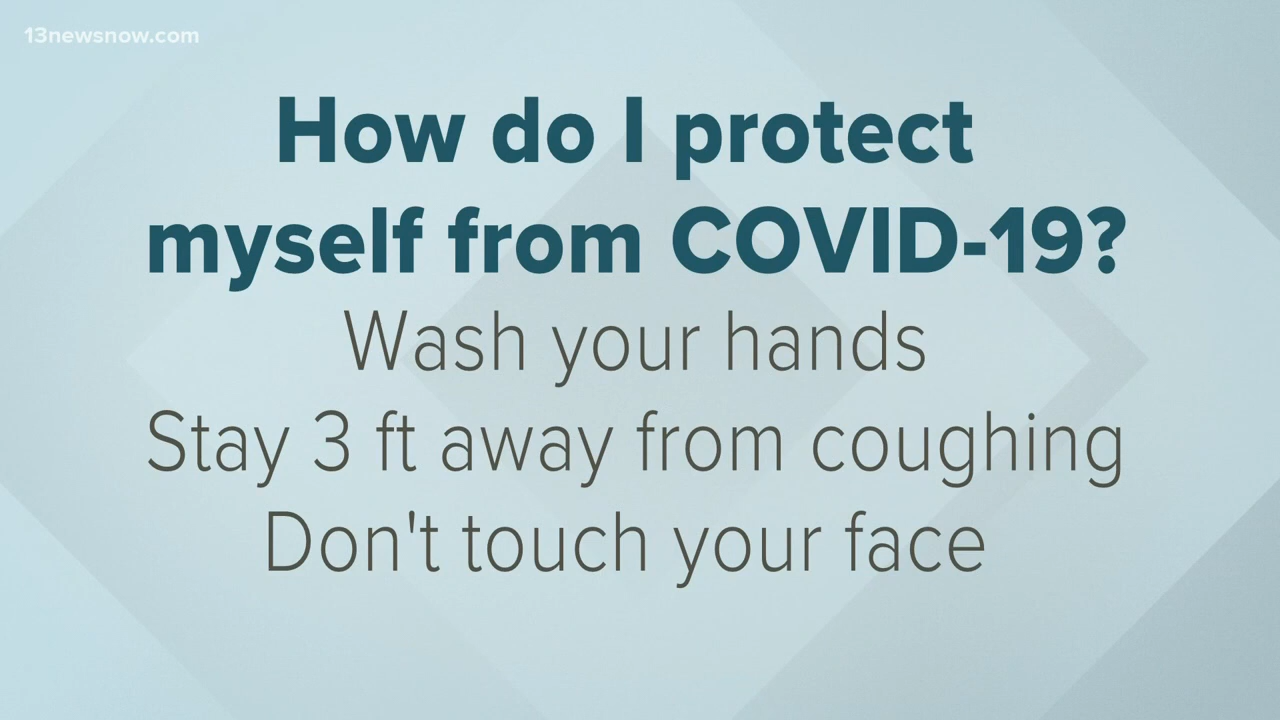 13newsnow.com
How do I protect
myself from COVID-19?
Wash your hands
Stay 3 ft away from coughing
Don't touch your face